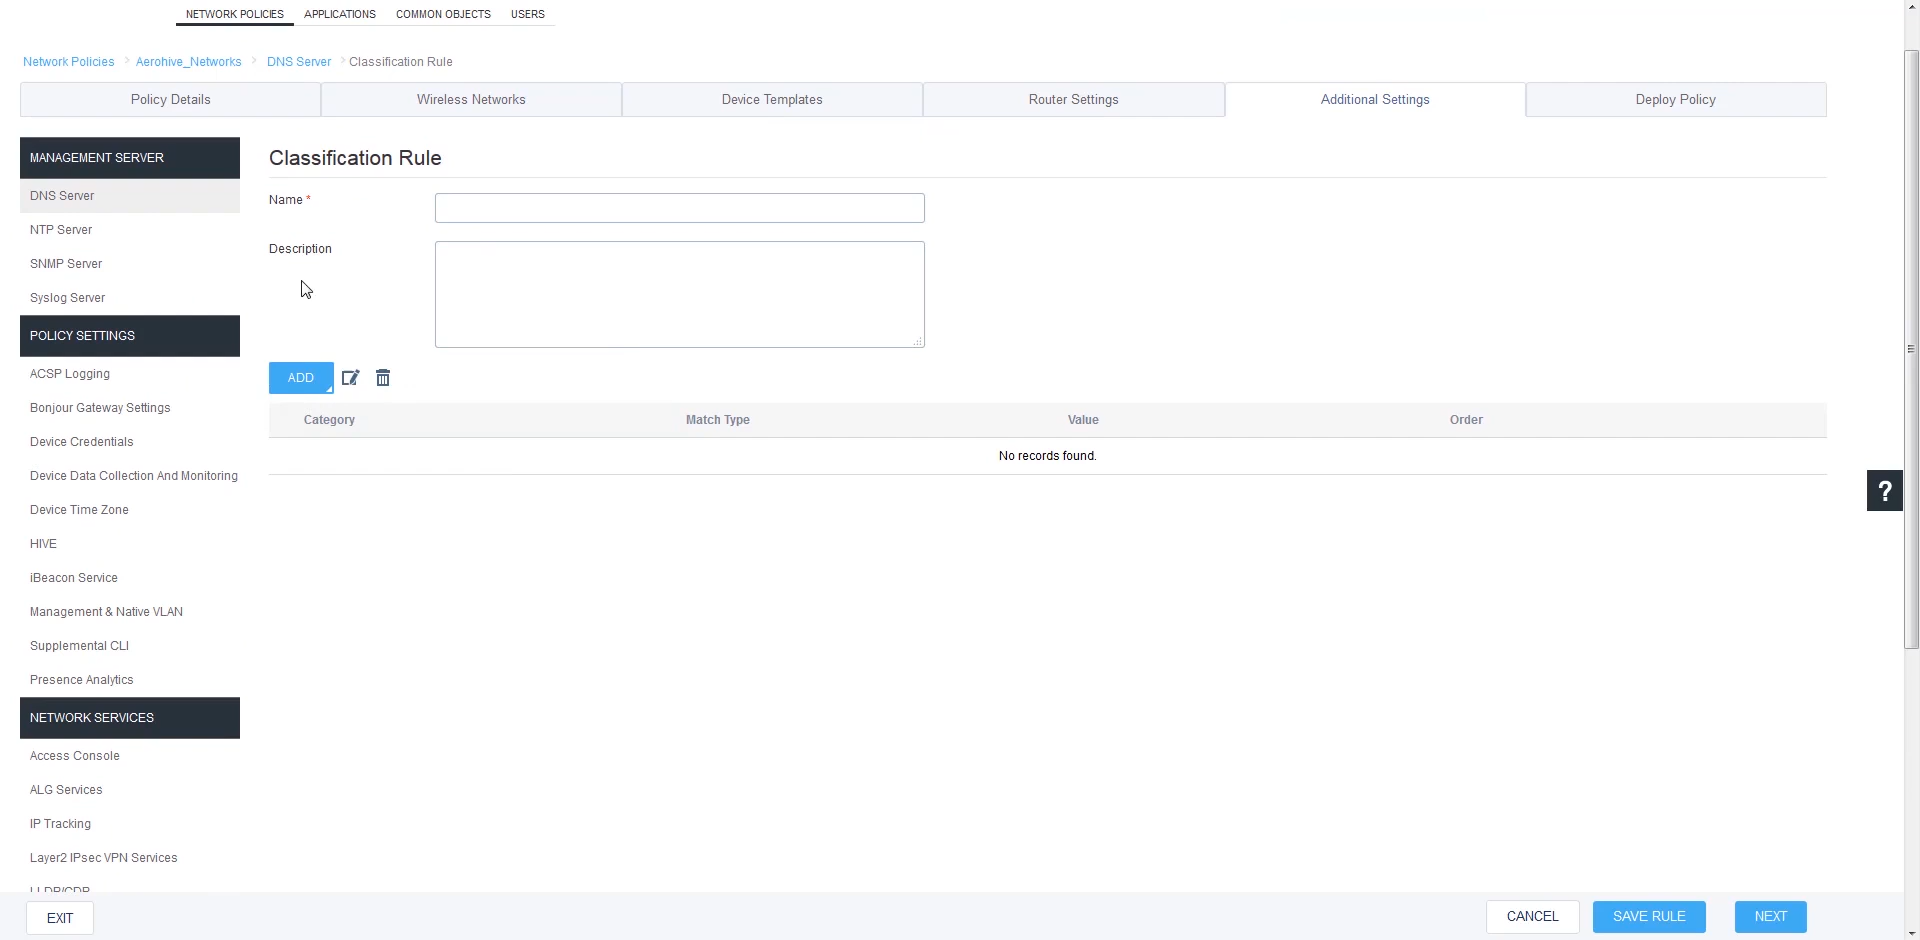 NETWORK POLICIES APPLICATIONS COMMON OBJECTS USERS
Network Policies Aerohive_Networks DNS Server Classification Rule
Policy Details Wireless Networks Device Templates Router Settings Additional Settings Deploy Policy
MANAGEMENT SERVER
DNS Server
NTP Server
SNMP Server
Syslog Server
POLICY SETTINGS
ACSP Logging
Bonjour Gateway Settings
Device Credentials
Device Data Collection And Monitoring
Device Time Zone
HIVE
iBeacon Service
Management & Native VLAN
Supplemental CLI
Presence Analytics
NETWORK SERVICES
Access Console
ALG Services
IP Tracking
Layer2 IPsec VPN Services
LLDP/CDP
Classification Rule
Name *
Description
ADD
Category Match Type Value Order
No records found.
?
EXIT CANCEL SAVE RULE NEXT